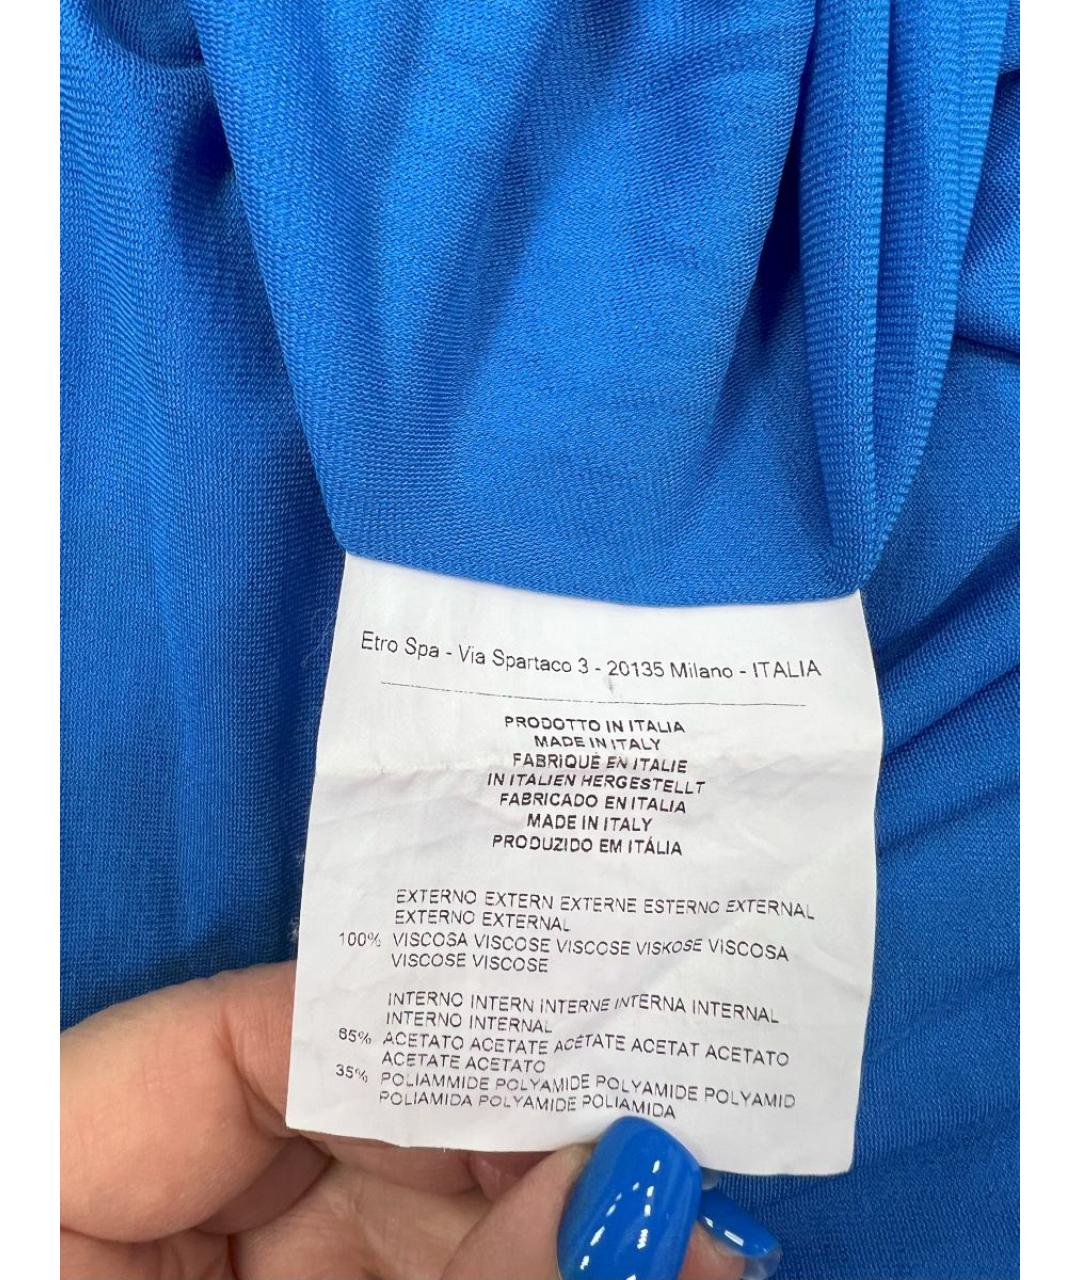 Etro Spa - Via Spartaco 3 - 20135 Milano - ITALIA
PRODOTTO IN ITALIA
MADE IN ITALY
FABRIQUÉ EN ITALIE
IN ITALIEN HERGESTELLT
FABRICADO EN ITALIA
MADE IN ITALY
PRODUZIDO EM ITÁLIA
EXTERNO EXTERN EXTERNE ESTERNO EXTERNAL
EXTERNO EXTERNAL
100% VISCOSA VISCOSE VISCOSE VISKOSE VISCOSA
VISCOSE VISCOSE
INTERNO INTERN INTERNE INTERNA INTERNAL
INTERNO INTERNAL
65% ACETATO ACETATE ACÉTATE ACETAT ACETATO
ACETATE ACETATO
35% POLIAMMIDE POLYAMIDE POLYAMIDE POLYAMID
POLIAMIDA POLYAMIDE POLIAMIDA